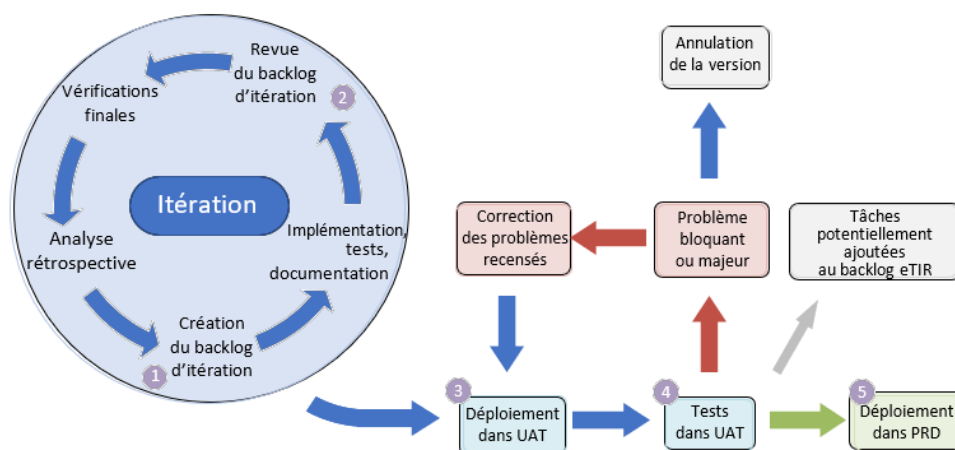 Revue
du backlog
d'itération
2
Vérifications
finales
Itération
Analyse
rétrospective
Implémentation,
tests,
documentation
Création
du backlog
d'itération
1
Annulation
de la version
Correction
des problèmes
recensés
Problème
bloquant
ou majeur
Tâches
potentiellement
ajoutées
au backlog eTIR
3
Déploiement
dans UAT
4
Tests
dans UAT
5
Déploiement
dans PRD